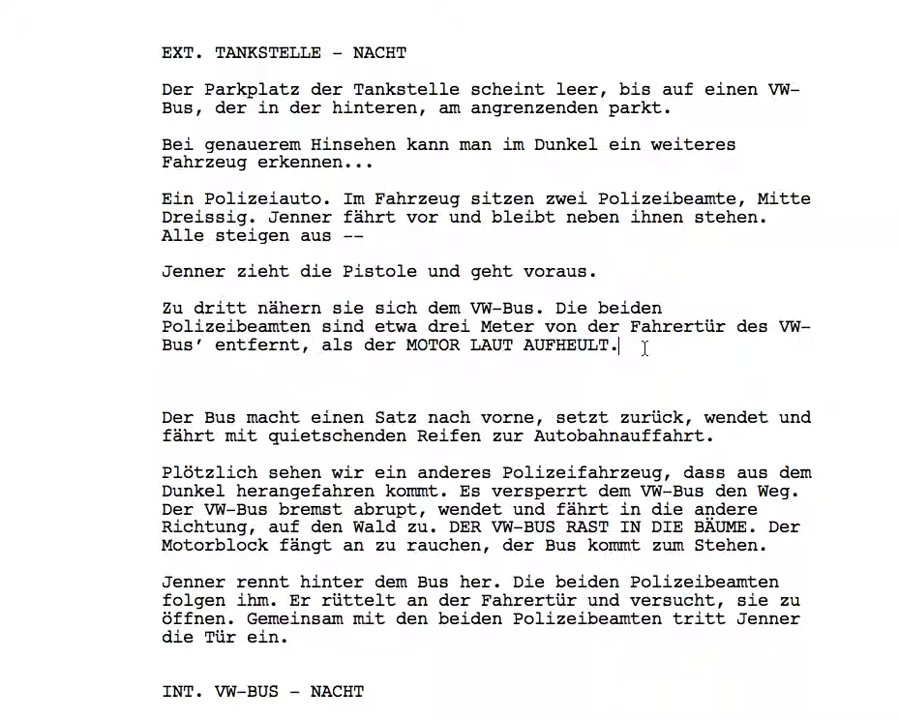 EXT. TANKSTELLE – NACHT
Der Parkplatz der Tankstelle scheint leer, bis auf einen VW-
Bus, der in der hinteren, am angrenzenden parkt.
Bei genauerem Hinsehen kann man im Dunkel ein weiteres
Fahrzeug erkennen...
Ein Polizeiauto. Im Fahrzeug sitzen zwei Polizeibeamte, Mitte
Dreissig. Jenner fährt vor und bleibt neben ihnen stehen.
Alle steigen aus --
Jenner zieht die Pistole und geht voraus.
Zu dritt nähern sie sich dem VW-Bus. Die beiden
Polizeibeamten sind etwa drei Meter von der Fahrertür des VW-
Bus’ entfernt, als der MOTOR LAUT AUFHEULT.
Der Bus macht einen Satz nach vorne, setzt zurück, wendet und
fährt mit quietschenden Reifen zur Autobahnauffahrt.
Plötzlich sehen wir ein anderes Polizeifahrzeug, dass aus dem
Dunkel herangefahren kommt. Es versperrt dem VW-Bus den Weg.
Der VW-Bus bremst abrupt, wendet und fährt in die andere
Richtung, auf den Wald zu. DER VW-BUS RAST IN DIE BÄUME. Der
Motorblock fängt an zu rauchen, der Bus kommt zum Stehen.
Jenner rennt hinter dem Bus her. Die beiden Polizeibeamten
folgen ihm. Er rüttelt an der Fahrertür und versucht, sie zu
öffnen. Gemeinsam mit den beiden Polizeibeamten tritt Jenner
die Tür ein.
INT. VW-BUS – NACHT